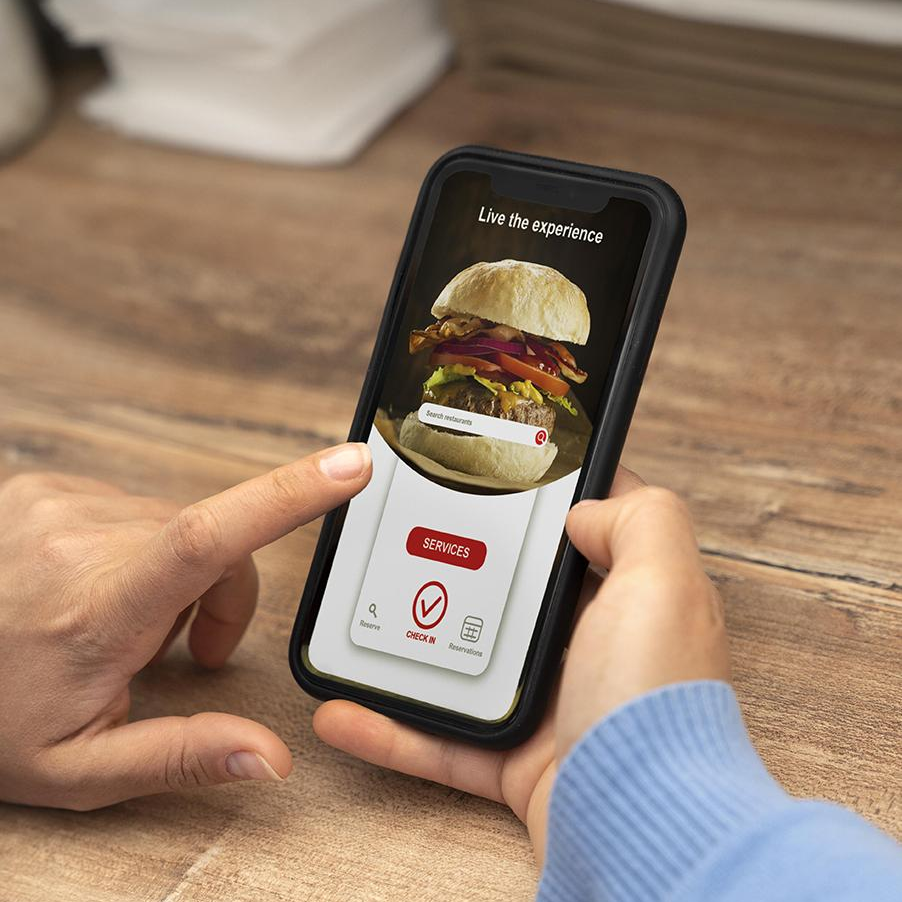 Live the experience
Search restaurants
SERVICES
Reserve
CHECK IN
Reservations